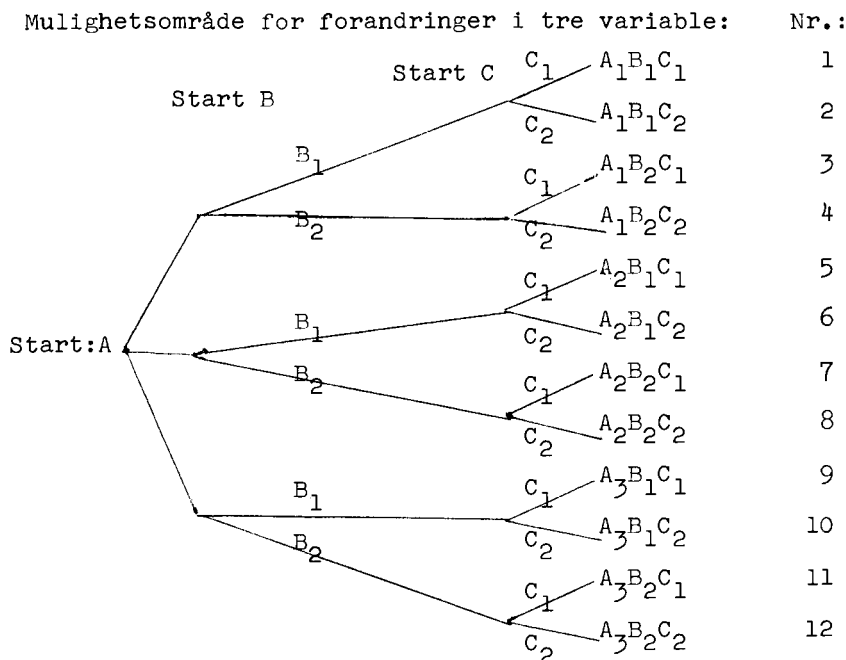 Mulighetsområde for forandringer i tre variable: Nr.:
Start C C₁ A₁B₁C₁ 1
Start B
C₂ A₁B₁C₂ 2
B₁ C₁ A₁B₂C₁ 3
B₂ C₂ A₁B₂C₂ 4
C₁ A₂B₁C₁ 5
B₁ C₂ A₂B₁C₂ 6
Start:A
B₂ C₁ A₂B₂C₁ 7
C₂ A₂B₂C₂ 8
B₁ C₁ A₃B₁C₁ 9
B₂ C₂ A₃B₁C₂ 10
C₁ A₃B₂C₁ 11
C₂ A₃B₂C₂ 12